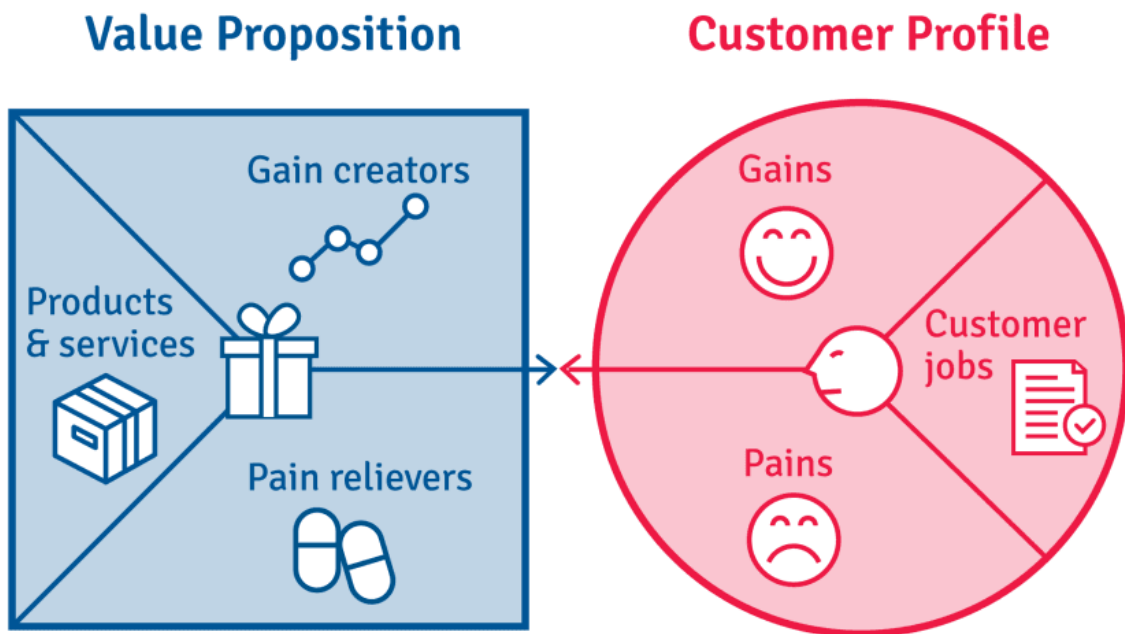 Value Proposition
Customer Profile
Gain creators
Products
& services
Pain relievers
Gains
Customer
jobs
Pains